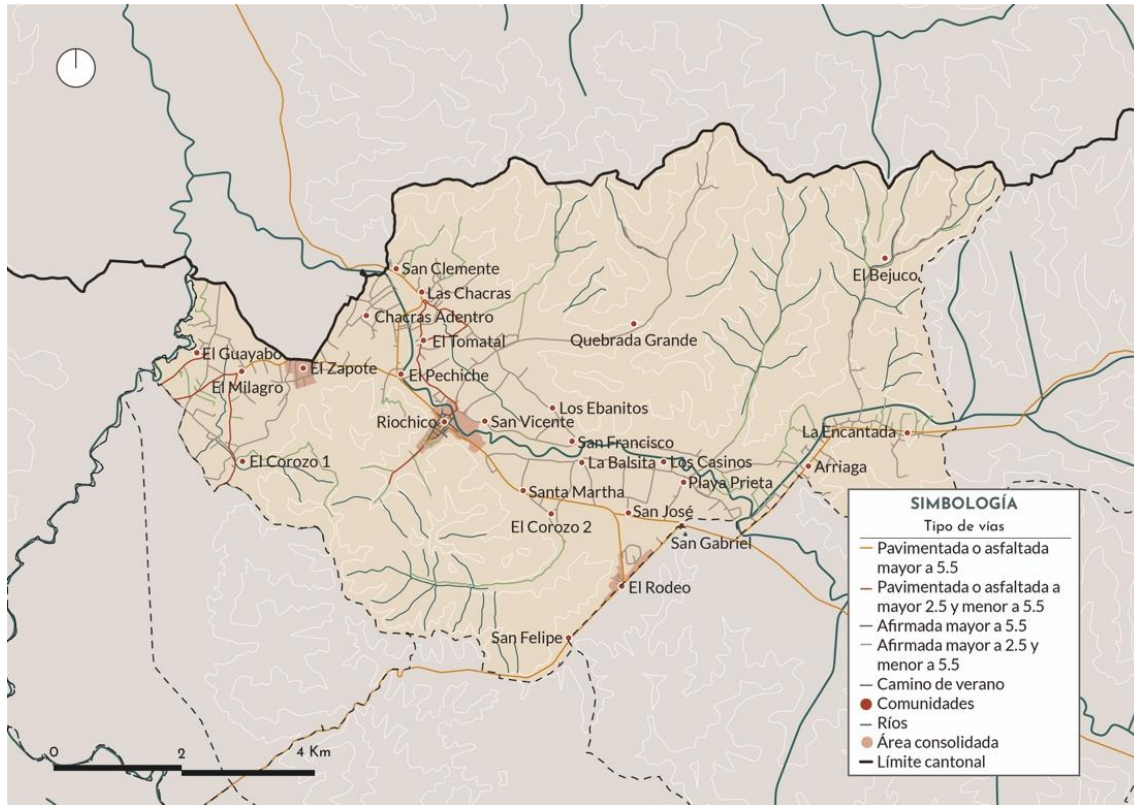 San Clemente
Las Chacras
Chacras Adentro
El Bejuco
Quebrada Grande
El Tomatal
El Guayabo
El Zapote
El Pechiche
El Milagro
Los Ebanitos
Riochico
San Vicente
La Encantada
San Francisco
El Corozo 1
La Balsita
Los Casinos
Arriaga
Playa Prieta
Santa Martha
San José
El Corozo 2
San Gabriel
El Rodeo
San Felipe
0
2
4 Km
SIMBOLOGÍA
Tipo de vías
Pavimentada o asfaltada
mayor a 5.5
Pavimentada o asfaltada a
mayor 2.5 y menor a 5.5
Afirmada mayor a 5.5
Afirmada mayor a 2.5 y
menor a 5.5
Camino de verano
Comunidades
Ríos
Área consolidada
Límite cantonal